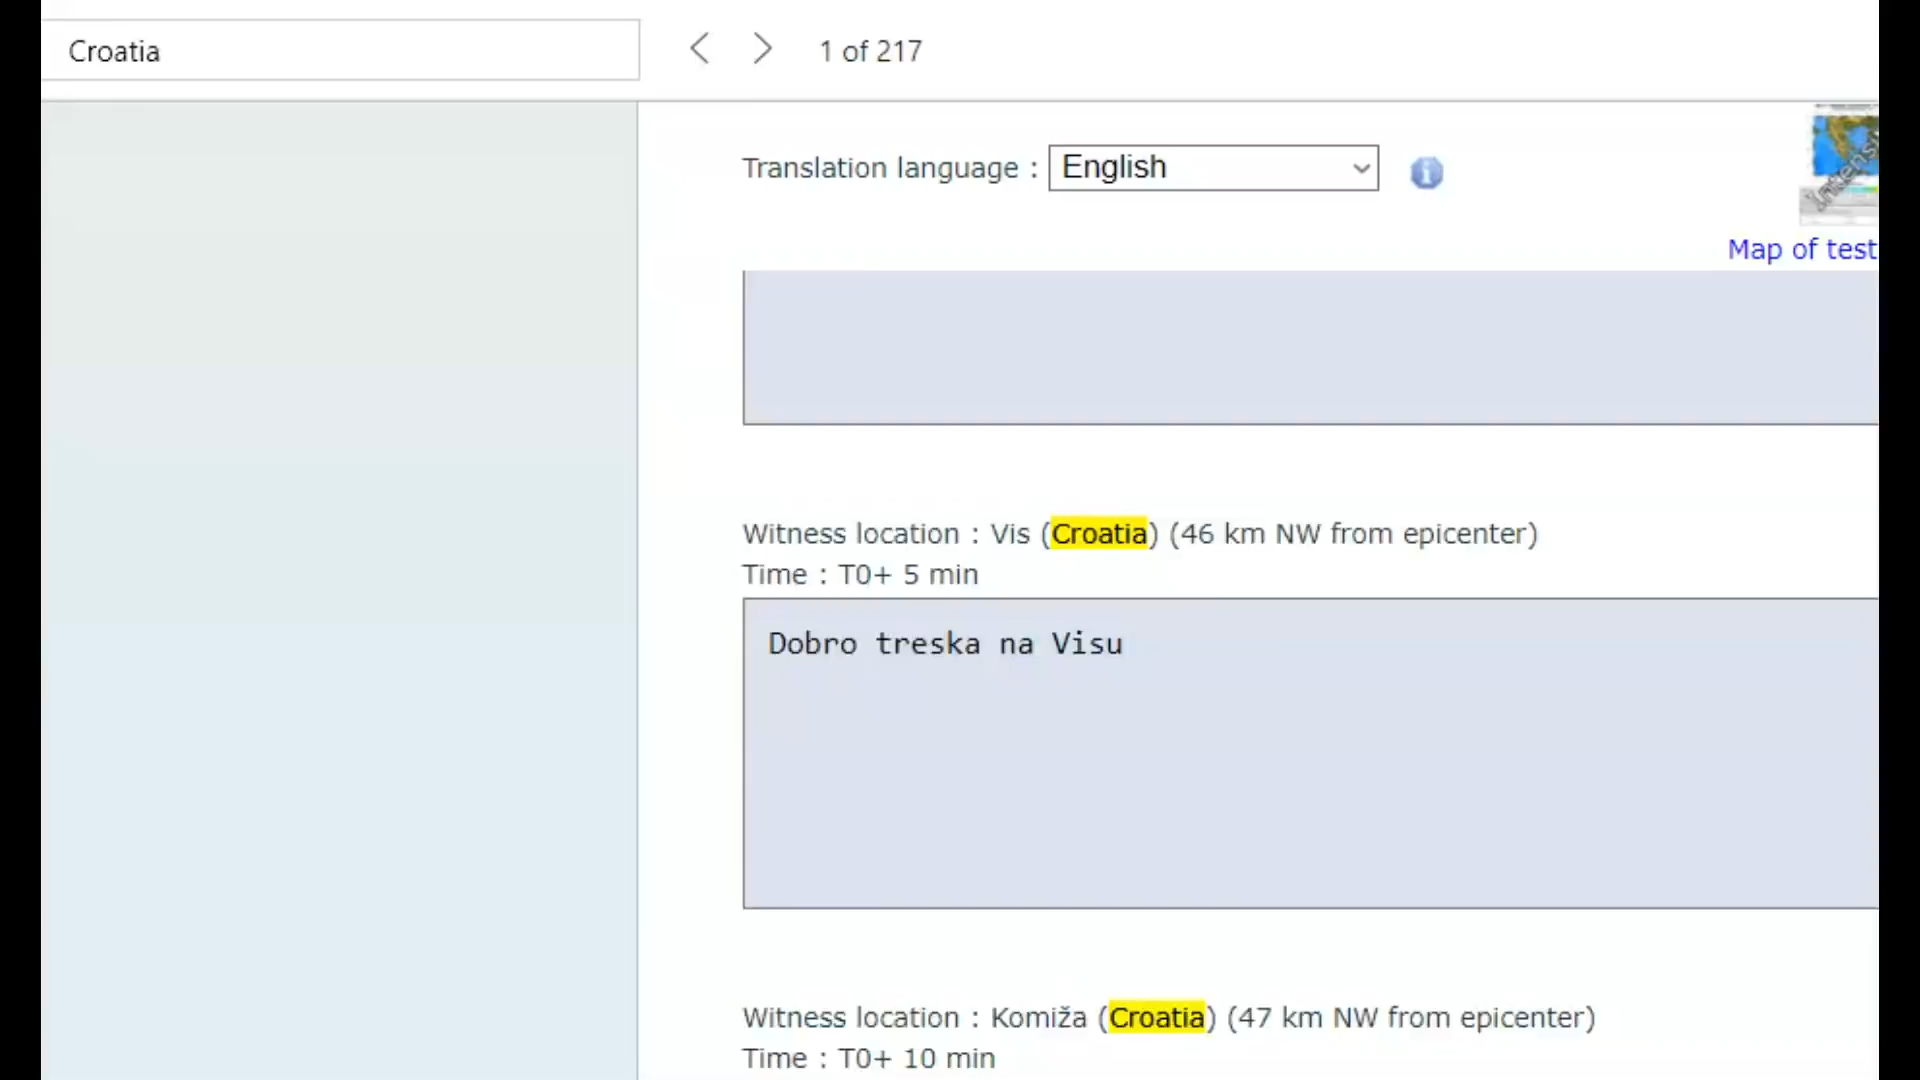 Croatia
1 of 217
Translation language : English
Map of test
Witness location : Vis (Croatia) (46 km NW from epicenter)
Time : T0+ 5 min
Dobro treska na Visu
Witness location : Komiža (Croatia) (47 km NW from epicenter)
Time : T0+ 10 min